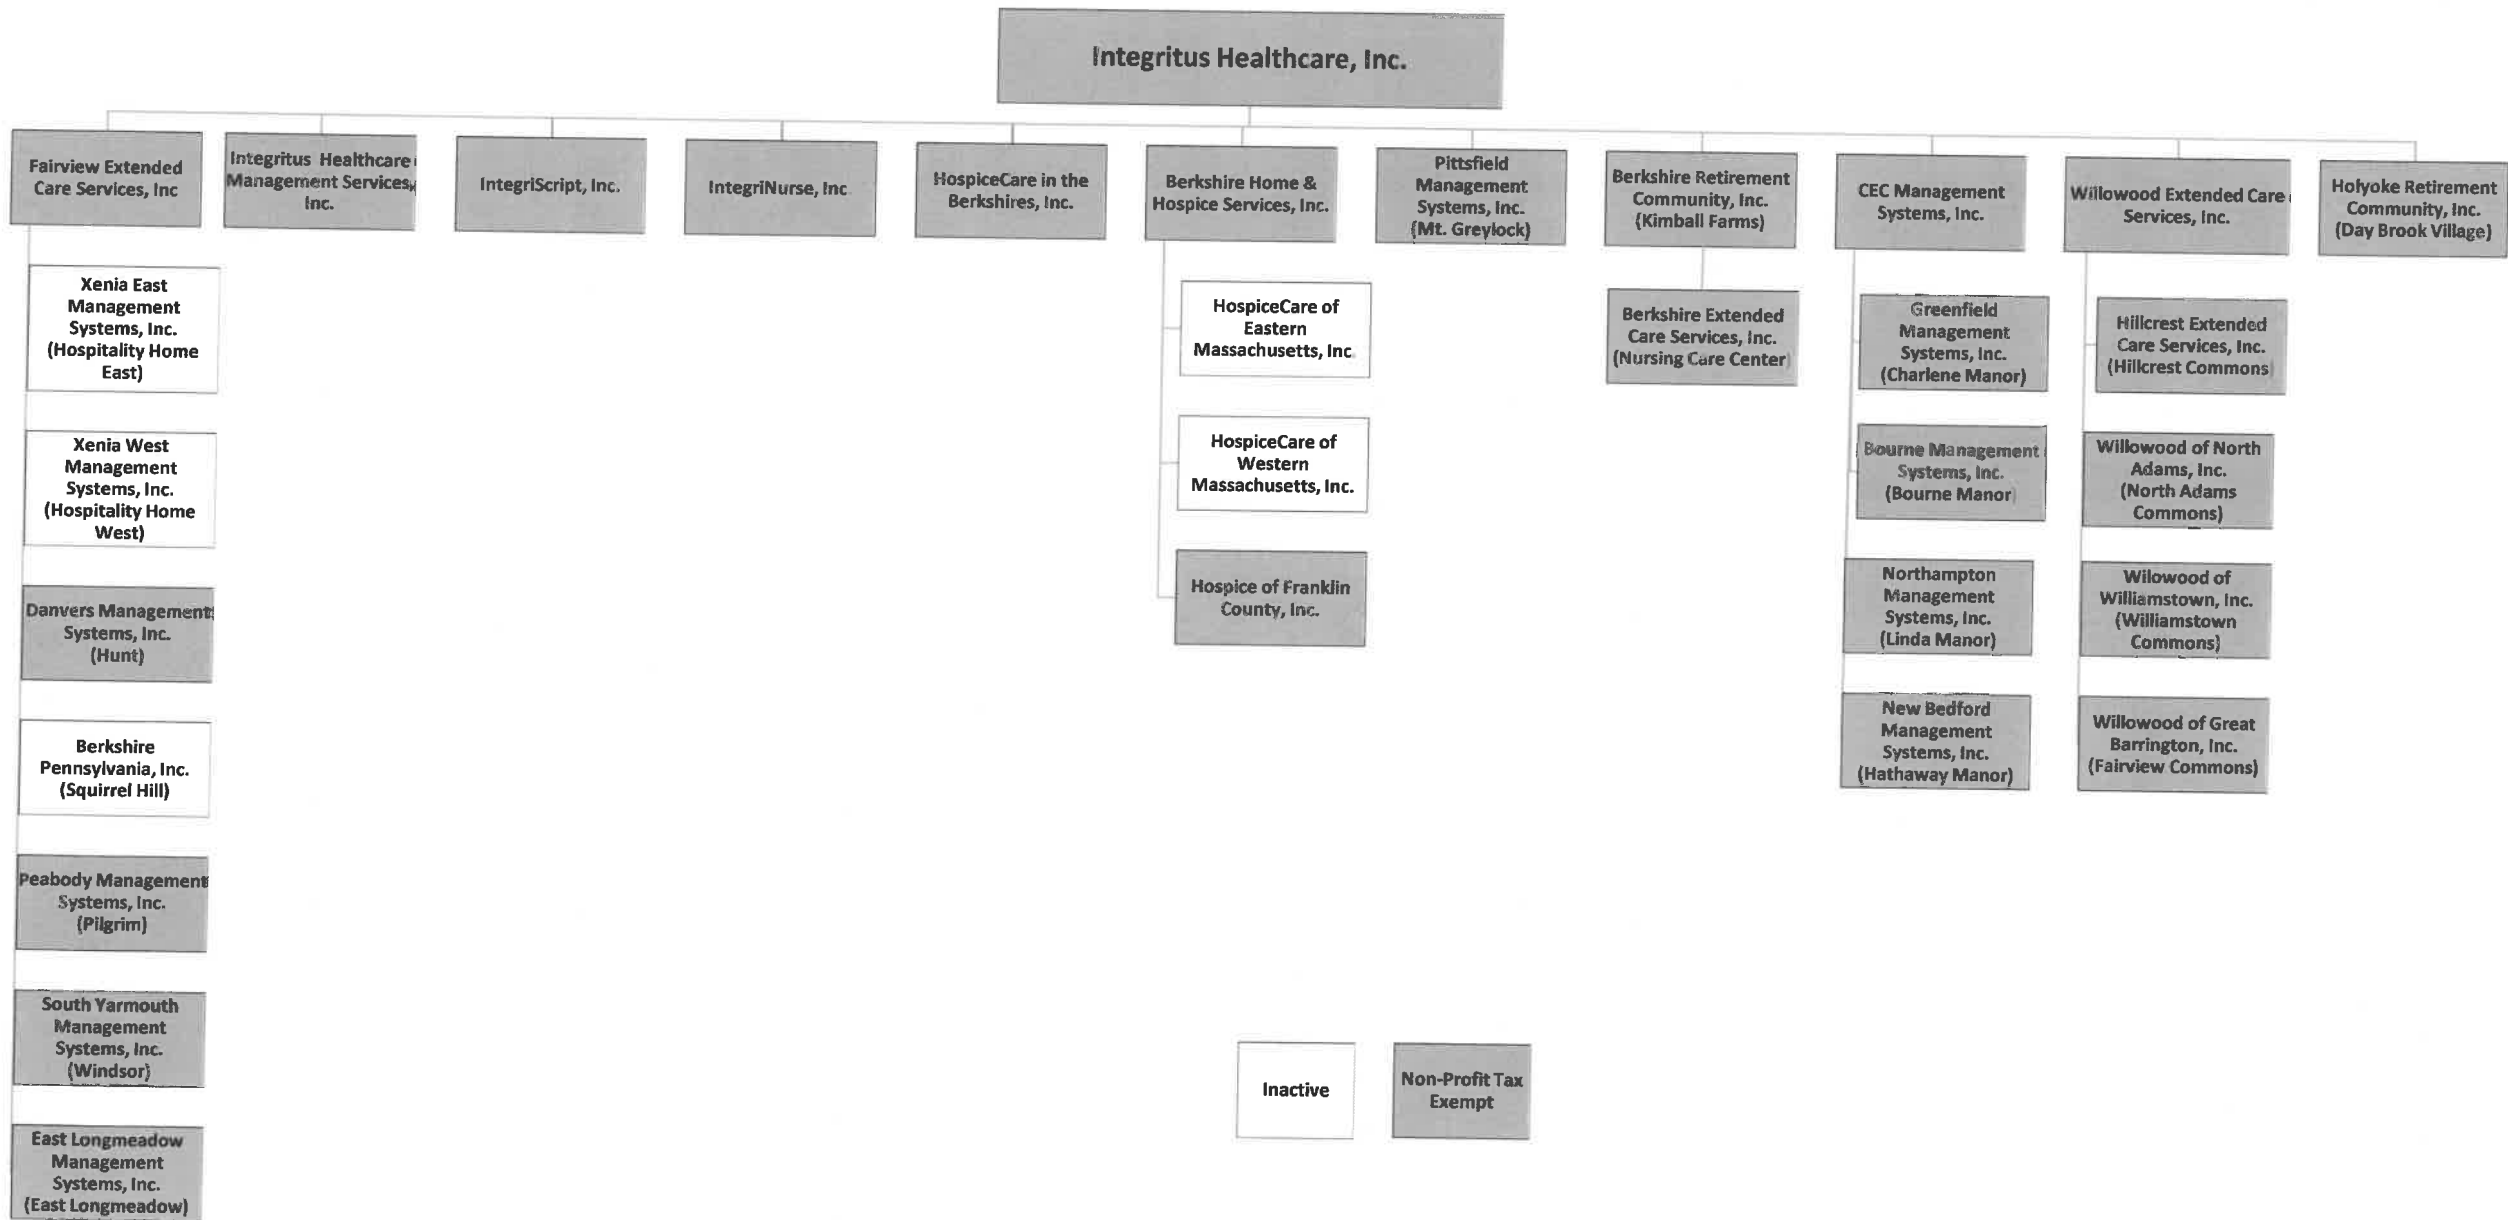 Integritus Healthcare, Inc.
Fairview Extended
Care Services, Inc
Integritus Healthcare
Management Services,
Inc.
IntegriScript, Inc.
IntegriNurse, Inc
HospiceCare in the
Berkshires, Inc.
Berkshire Home &
Hospice Services, Inc.
Pittsfield
Management
Systems, Inc.
(Mt. Greylock)
Berkshire Retirement
Community, Inc.
(Kimball Farms)
CEC Management
Systems, Inc.
Willowood Extended Care
Services, Inc.
Holyoke Retirement
Community, Inc.
(Day Brook Village)
Xenia East
Management
Systems, Inc.
(Hospitality Home
East)
Xenia West
Management
Systems, Inc.
(Hospitality Home
West)
Danvers Management
Systems, Inc.
(Hunt)
Berkshire
Pennsylvania, Inc.
(Squirrel Hill)
Peabody Management
Systems, Inc.
(Pilgrim)
South Yarmouth
Management
Systems, Inc.
(Windsor)
East Longmeadow
Management
Systems, Inc.
(East Longmeadow)
HospiceCare of
Eastern
Massachusetts, Inc
HospiceCare of
Western
Massachusetts, Inc.
Hospice of Franklin
County, Inc.
Berkshire Extended
Care Services, Inc.
(Nursing Care Center)
Greenfield
Management
Systems, Inc.
(Charlene Manor)
Bourne Management
Systems, Inc.
(Bourne Manor)
Northampton
Management
Systems, Inc.
(Linda Manor)
New Bedford
Management
Systems, Inc.
(Hathaway Manor)
Hillcrest Extended
Care Services, Inc.
(Hillcrest Commons)
Willowood of North
Adams, Inc.
(North Adams
Commons)
Wilowood of
Williamstown, Inc.
(Williamstown
Commons)
Willowood of Great
Barrington, Inc.
(Fairview Commons)
Inactive
Non-Profit Tax
Exempt